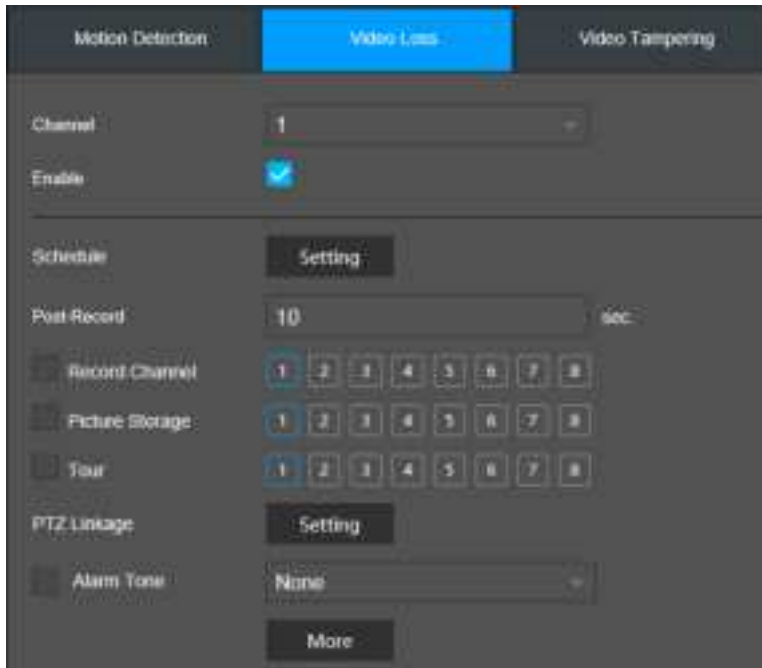 Motion Detection Video Loss Video Tampering
Channel 1
Enable
Schedule Setting
Post-Record 10 sec.
Record Channel 1 2 3 4 5 6 7 8
Picture Storage 1 2 3 4 5 6 7 8
Tour 1 2 3 4 5 6 7 8
PTZ Linkage Setting
Alarm Tone None
More